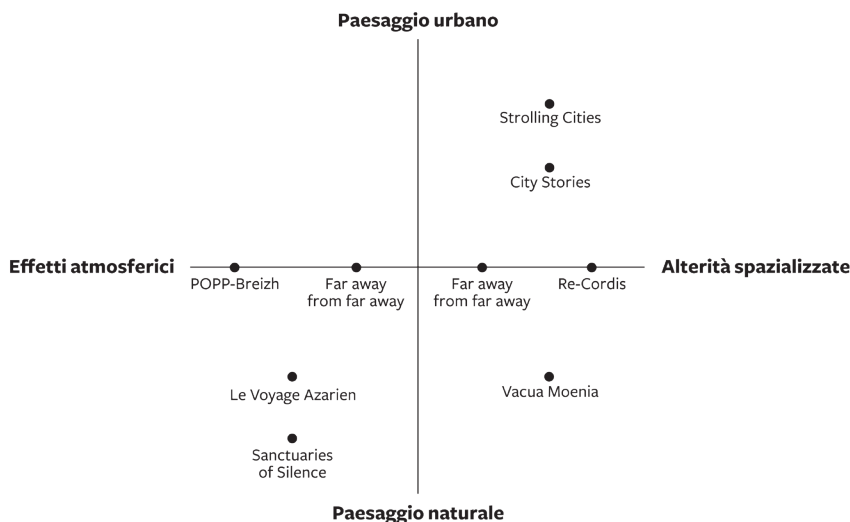 Paesaggio urbano
Strolling Cities
City Stories
Effetti atmosferici
Alterità spazializzate
POPP-Breizh
Far away
from far away
Far away
from far away
Re-Cordis
Le Voyage Azarien
Vacua Moenia
Sanctuaries
of Silence
Paesaggio naturale